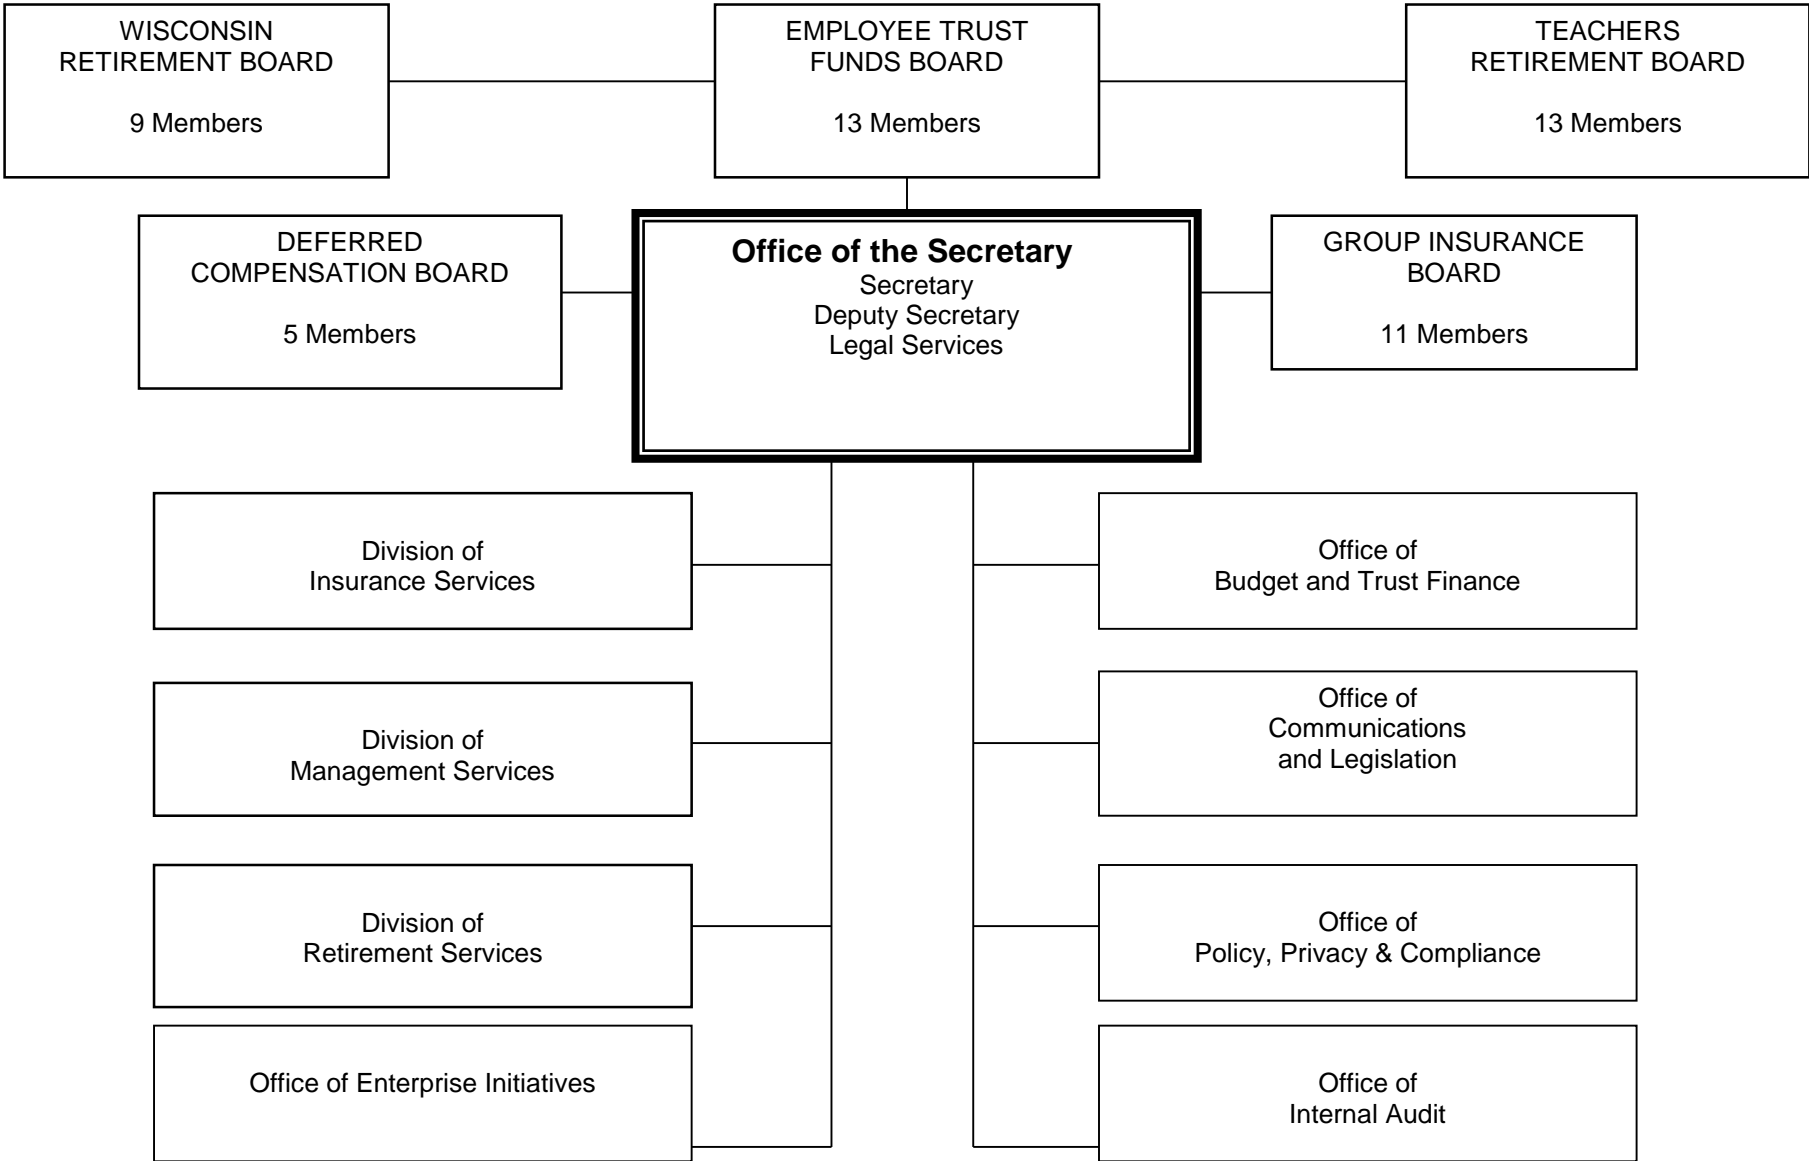 WISCONSIN
RETIREMENT BOARD
9 Members
EMPLOYEE TRUST
FUNDS BOARD
13 Members
TEACHERS
RETIREMENT BOARD
13 Members
DEFERRED
COMPENSATION BOARD
5 Members
Office of the Secretary
Secretary
Deputy Secretary
Legal Services
GROUP INSURANCE
BOARD
11 Members
Division of
Insurance Services
Office of
Budget and Trust Finance
Division of
Management Services
Office of
Communications
and Legislation
Division of
Retirement Services
Office of
Policy, Privacy & Compliance
Office of Enterprise Initiatives
Office of
Internal Audit